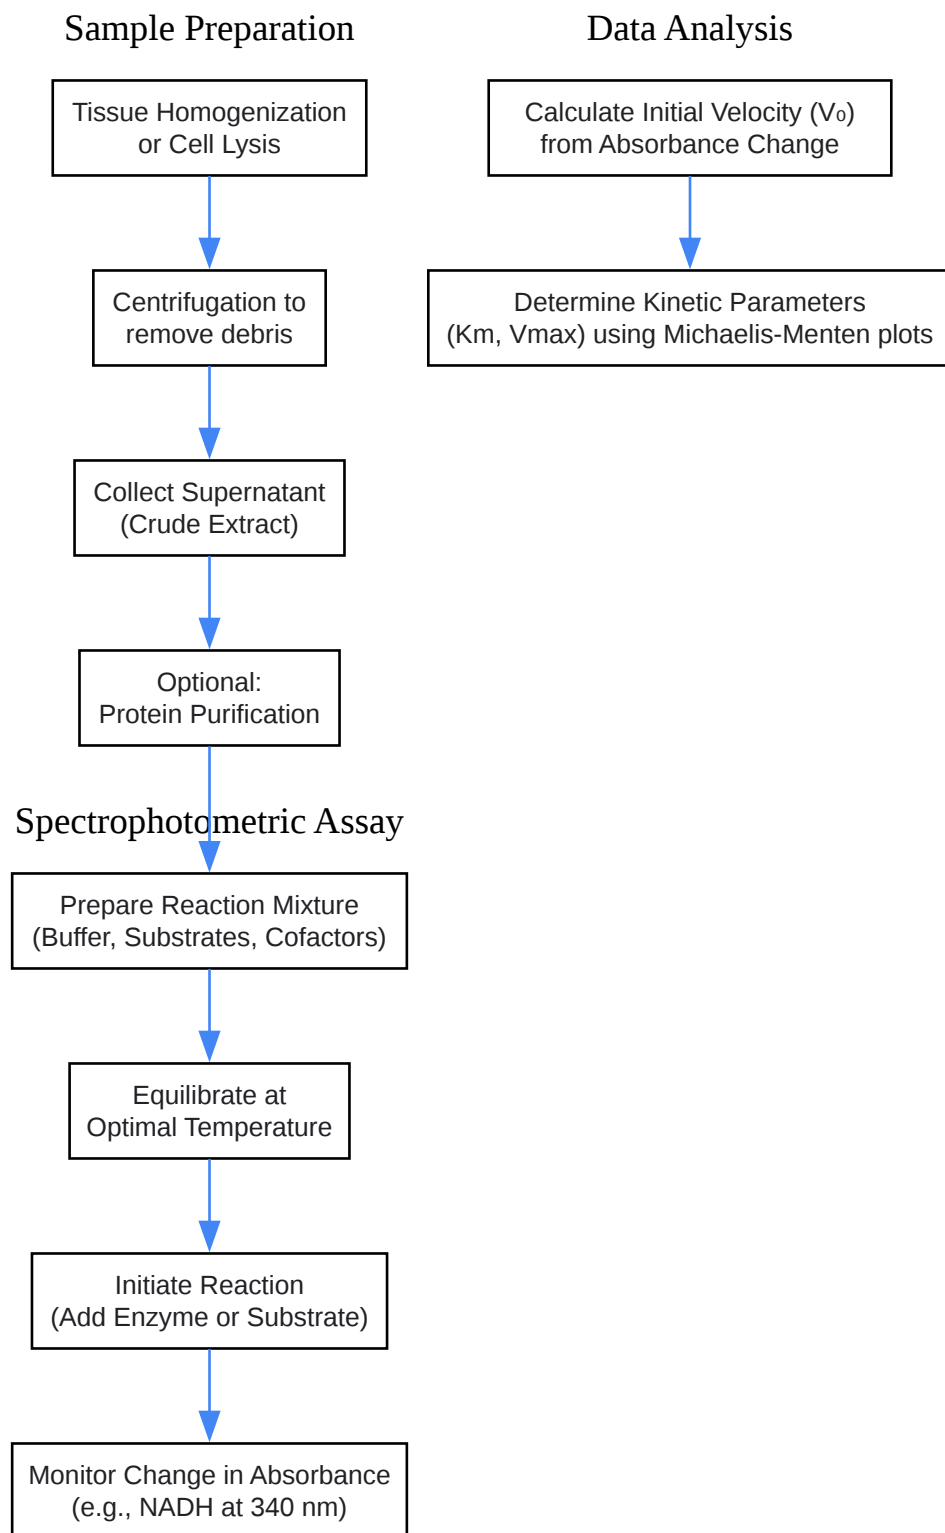 Sample Preparation
Tissue Homogenization
or Cell Lysis
Centrifugation to
remove debris
Collect Supernatant
(Crude Extract)
Optional:
Protein Purification
Spectrophotometric Assay
Prepare Reaction Mixture
(Buffer, Substrates, Cofactors)
Equilibrate at
Optimal Temperature
Initiate Reaction
(Add Enzyme or Substrate)
Monitor Change in Absorbance
(e.g., NADH at 340 nm)
Data Analysis
Calculate Initial Velocity (V₀)
from Absorbance Change
Determine Kinetic Parameters
(Km, Vmax) using Michaelis-Menten plots